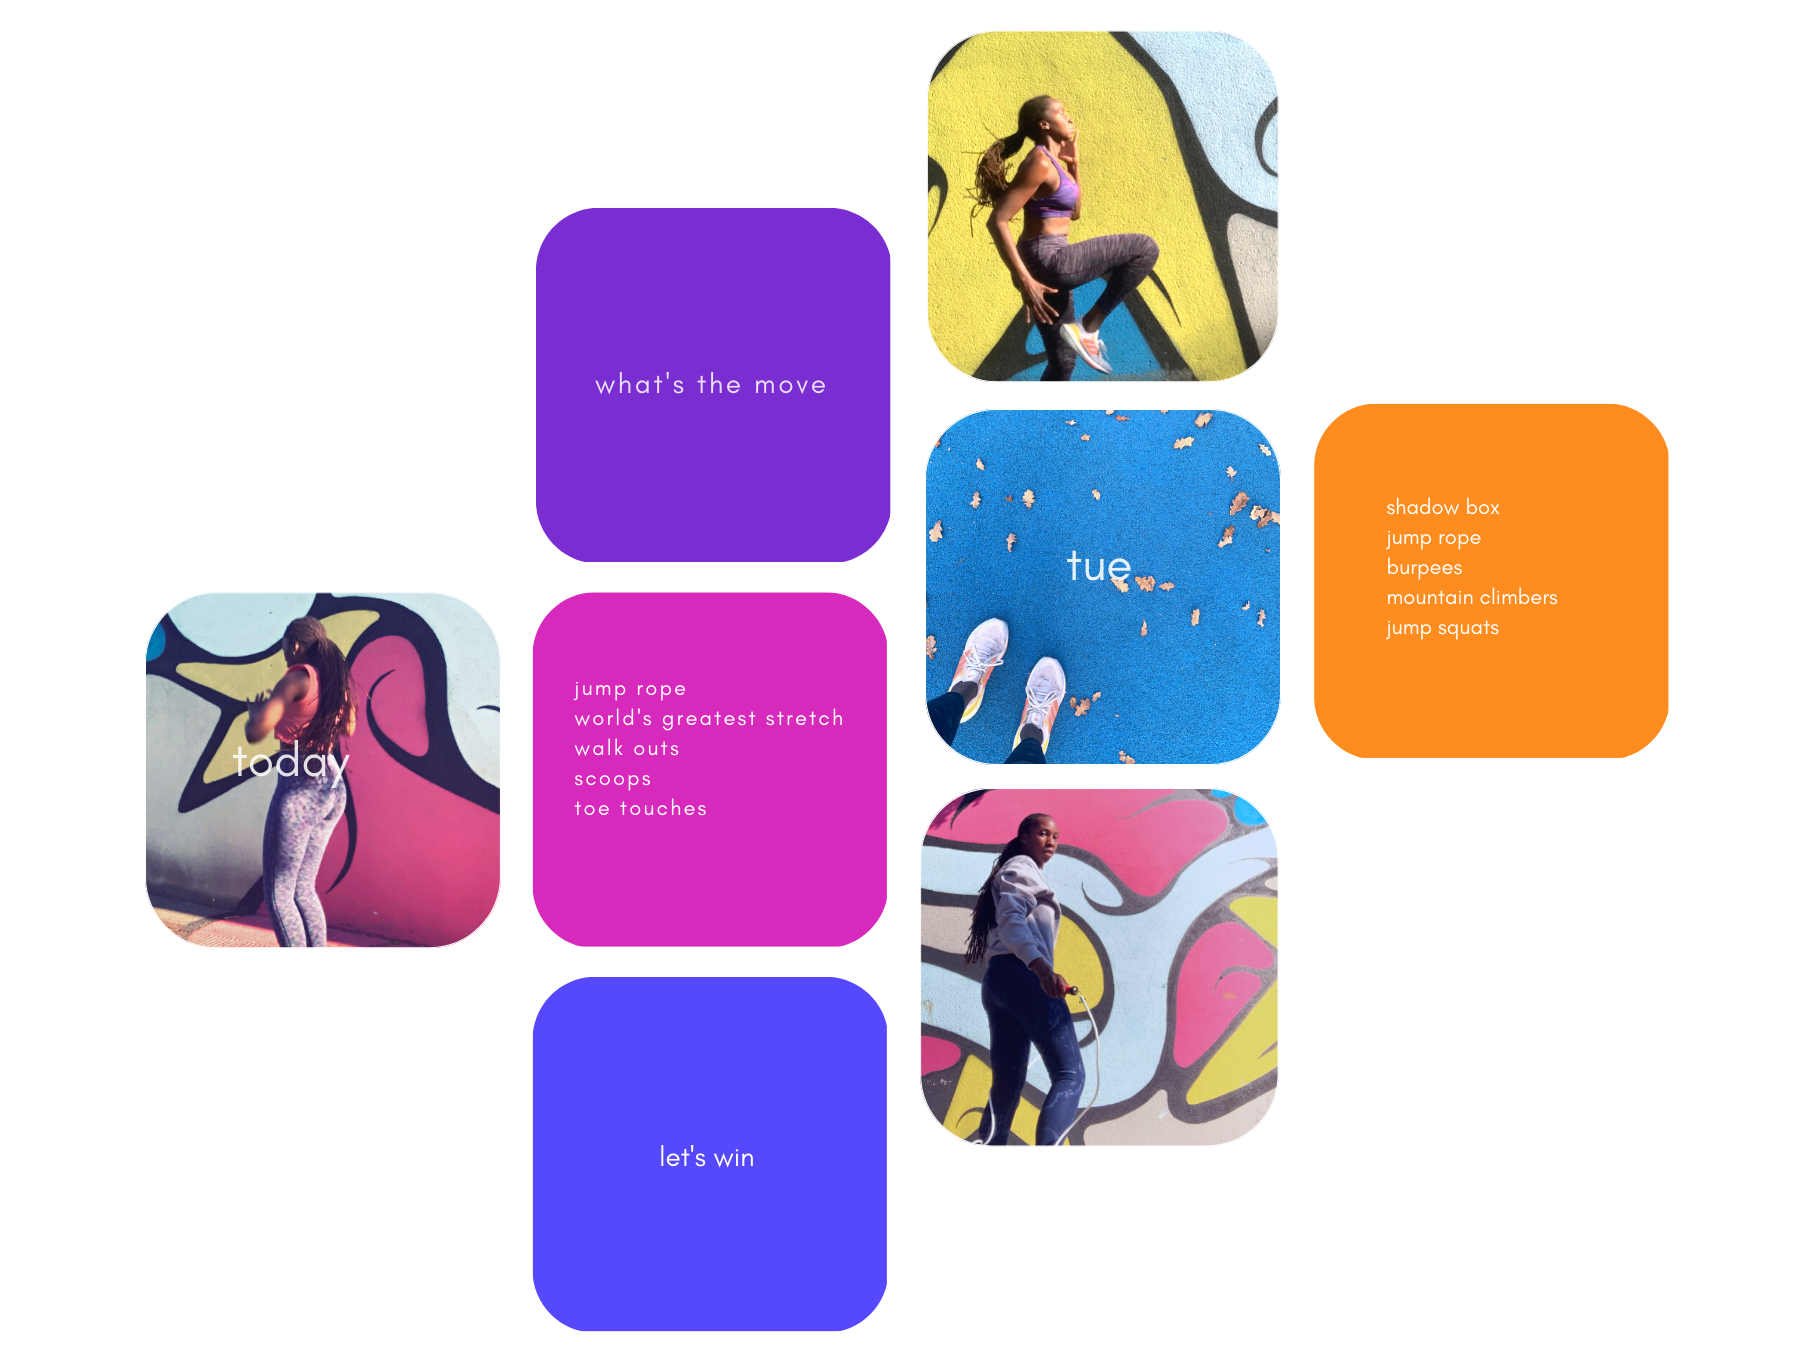 what's the move
today
jump rope
world's greatest stretch
walk outs
scoops
toe touches
let's win
tue
shadow box
jump rope
burpees
mountain climbers
jump squats